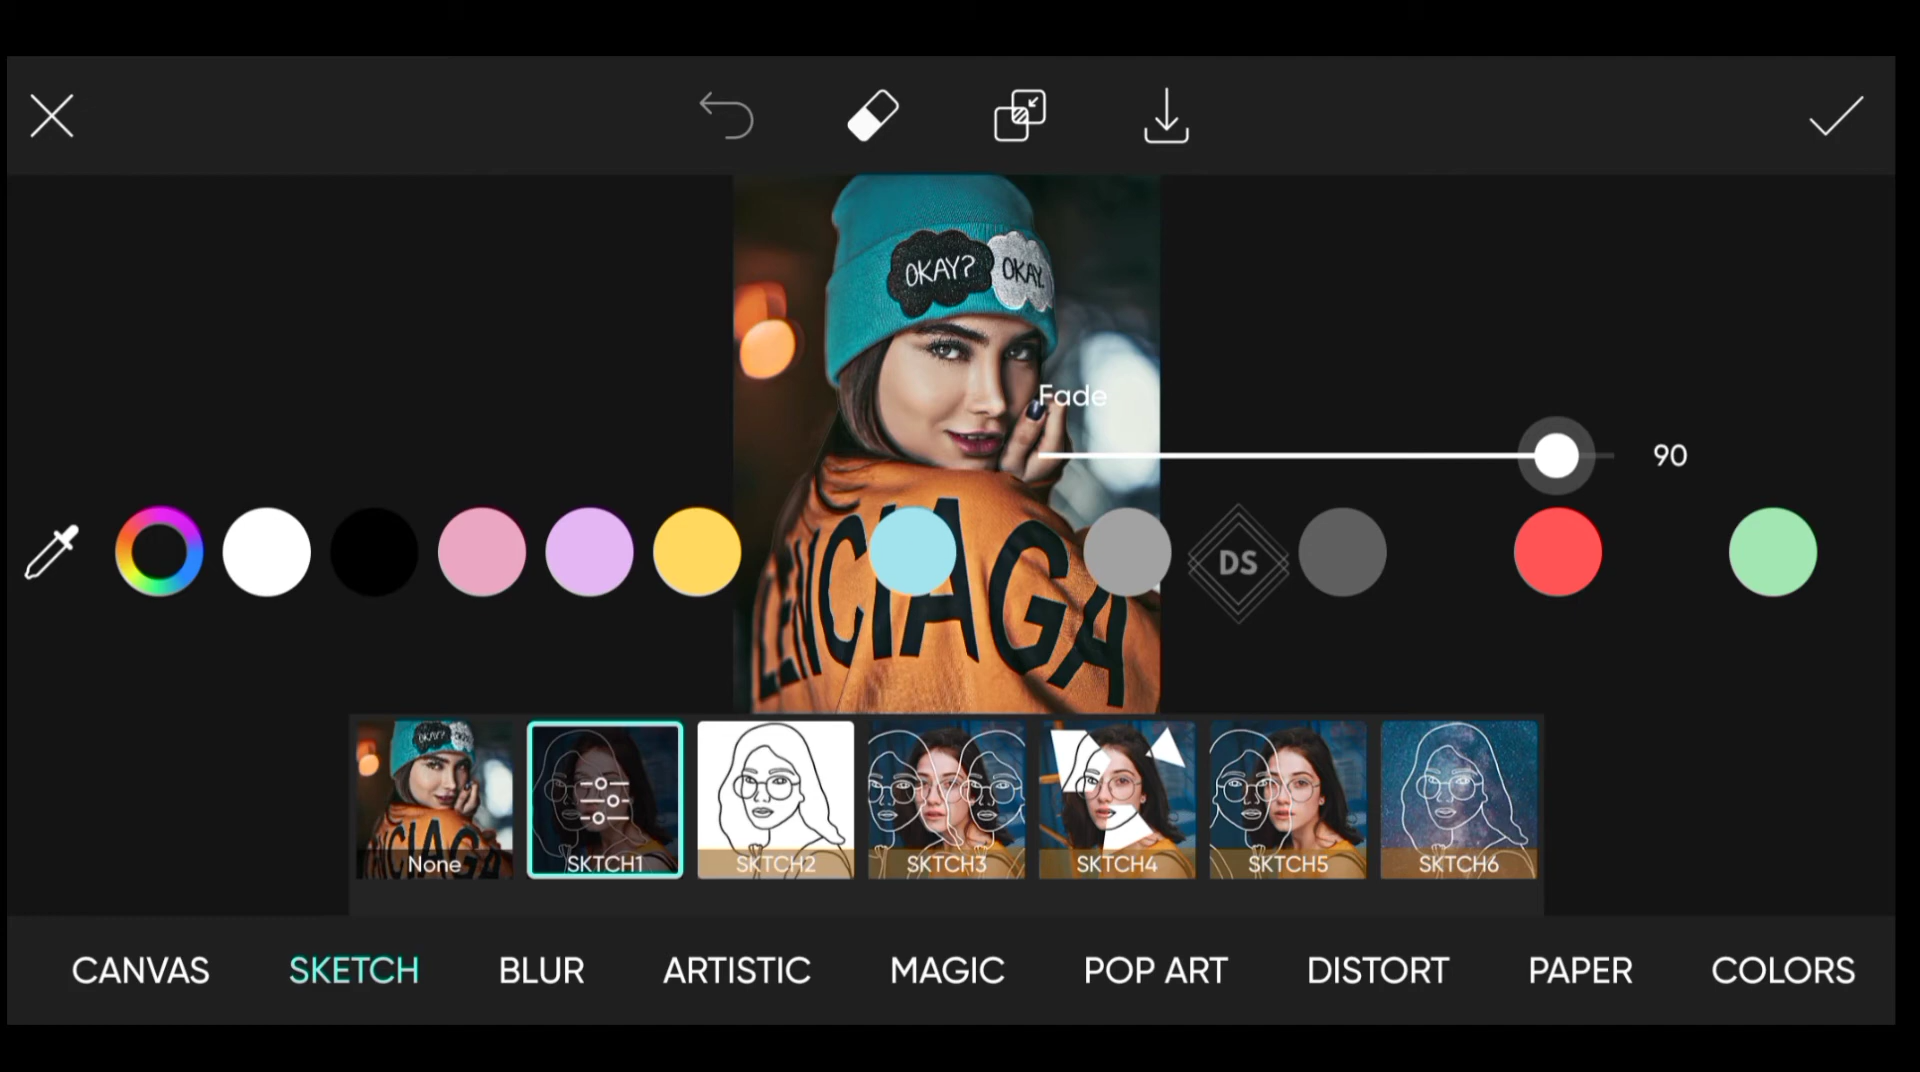 OKAY?
OKAY.
Fade
90
DS
ENCIAGA
None
SKTCH1
SKTCH2
SKTCH3
SKTCH4
SKTCH5
SKTCH6
CANVAS
SKETCH
BLUR
ARTISTIC
MAGIC
POP ART
DISTORT
PAPER
COLORS